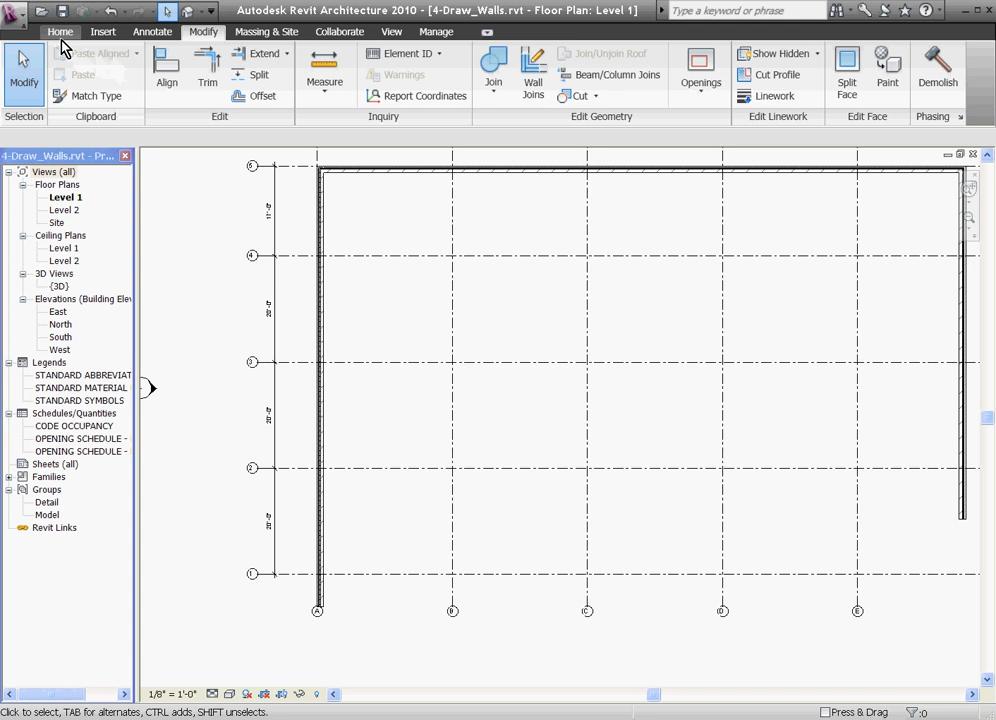 Autodesk Revit Architecture 2010 - [4-Draw_Walls.rvt - Floor Plan: Level 1]
Type a keyword or phrase
Home Insert Annotate Modify Massing & Site Collaborate View Manage
Modify
Paste Aligned
Paste
Match Type
Align
Trim
Extend
Split
Offset
Measure
Element ID
Warnings
Report Coordinates
Join
Wall Joins
Join/Unjoin Roof
Beam/Column Joins
Cut
Openings
Show Hidden
Cut Profile
Linework
Split Face
Paint
Demolish
Selection Clipboard Edit Inquiry Edit Geometry Edit Linework Edit Face Phasing
4-Draw_Walls.rvt - Pr...
Views (all)
Floor Plans
Level 1
Level 2
Site
Ceiling Plans
Level 1
Level 2
3D Views
{3D}
Elevations (Building Elev
East
North
South
West
Legends
STANDARD ABBREVIAT
STANDARD MATERIAL
STANDARD SYMBOLS
Schedules/Quantities
CODE OCCUPANCY
OPENING SCHEDULE -
OPENING SCHEDULE -
Sheets (all)
Families
Groups
Detail
Model
Revit Links
5
4
20'-0"
3
20'-0"
2
20'-0"
1
A B C D E
1/8" = 1'-0"
Click to select, TAB for alternates, CTRL adds, SHIFT unselects.
Press & Drag
:0